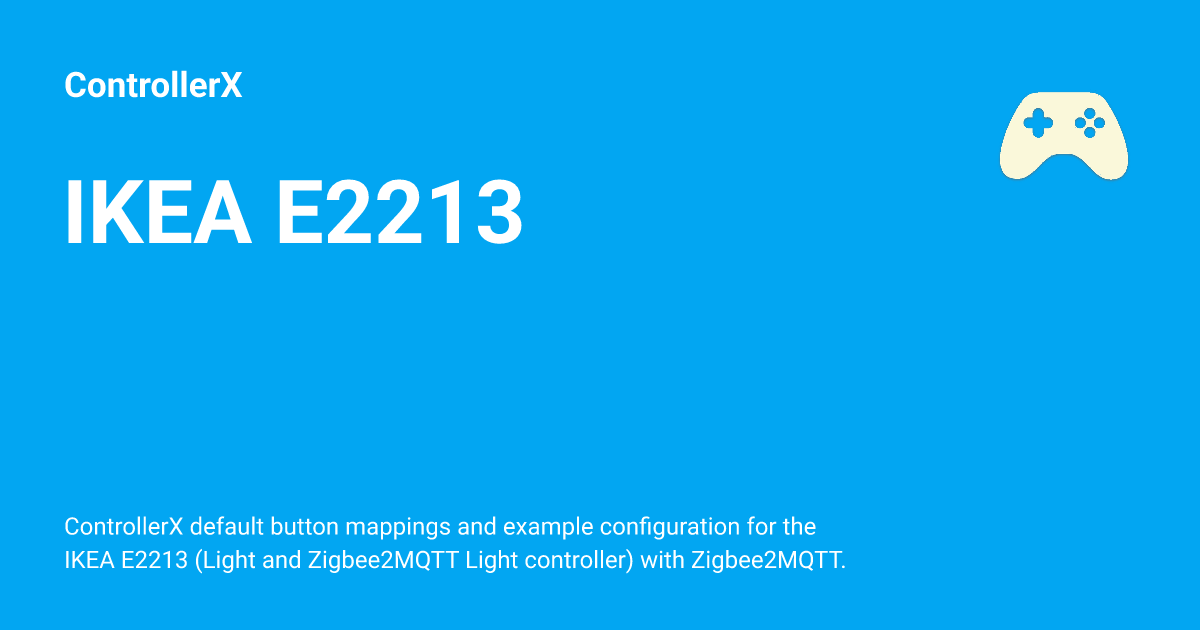 ControllerX
IKEA E2213
ControllerX default button mappings and example configuration for the
IKEA E2213 (Light and Zigbee2MQTT Light controller) with Zigbee2MQTT.